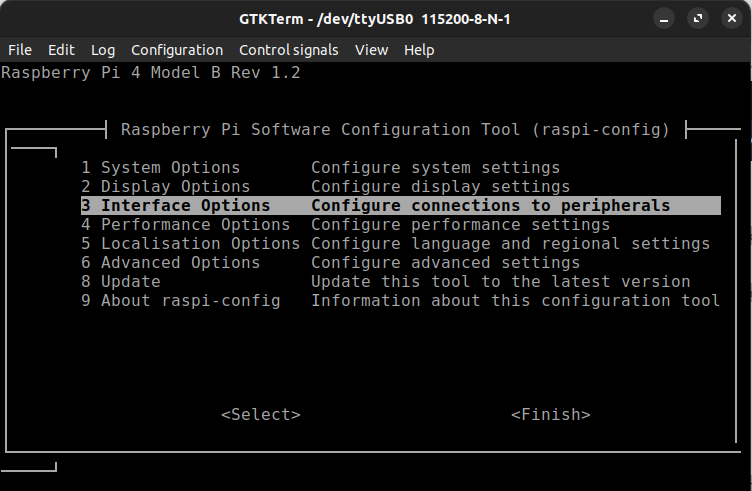 GTKTerm - /dev/ttyUSB0  115200-8-N-1
File  Edit  Log  Configuration  Control signals  View  Help
Raspberry Pi 4 Model B Rev 1.2
Raspberry Pi Software Configuration Tool (raspi-config)
1 System Options       Configure system settings
2 Display Options      Configure display settings
3 Interface Options    Configure connections to peripherals
4 Performance Options  Configure performance settings
5 Localisation Options Configure language and regional settings
6 Advanced Options     Configure advanced settings
8 Update               Update this tool to the latest version
9 About raspi-config   Information about this configuration tool
<Select>                     <Finish>